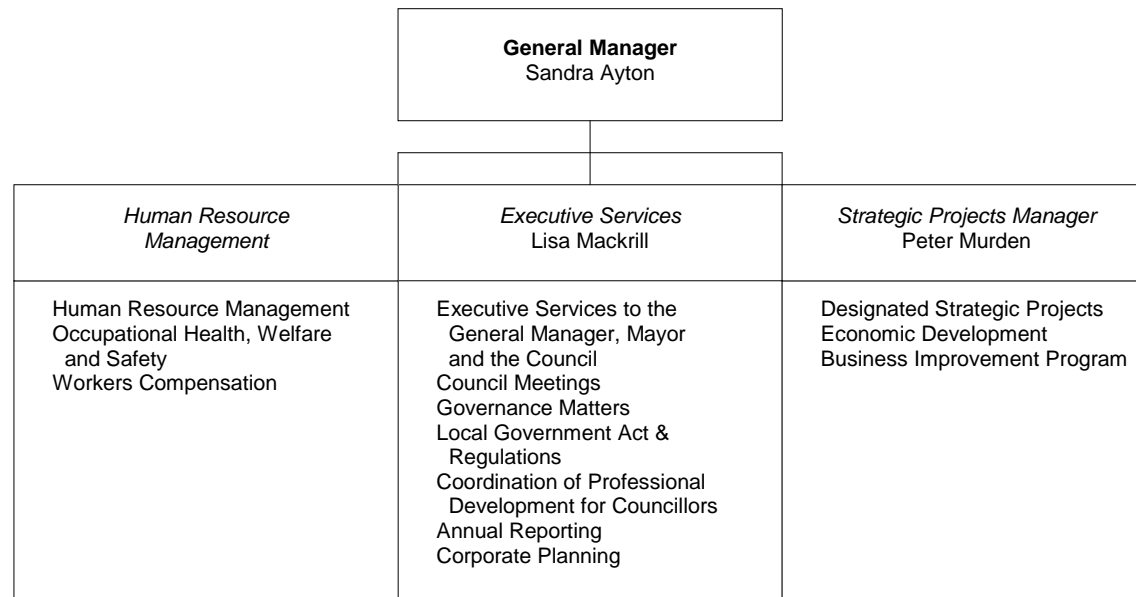 General Manager
Sandra Ayton
Human Resource
Management
Executive Services
Lisa Mackrill
Strategic Projects Manager
Peter Murden
Human Resource Management
Occupational Health, Welfare
and Safety
Workers Compensation
Executive Services to the
General Manager, Mayor
and the Council
Council Meetings
Governance Matters
Local Government Act &
Regulations
Coordination of Professional
Development for Councillors
Annual Reporting
Corporate Planning
Designated Strategic Projects
Economic Development
Business Improvement Program